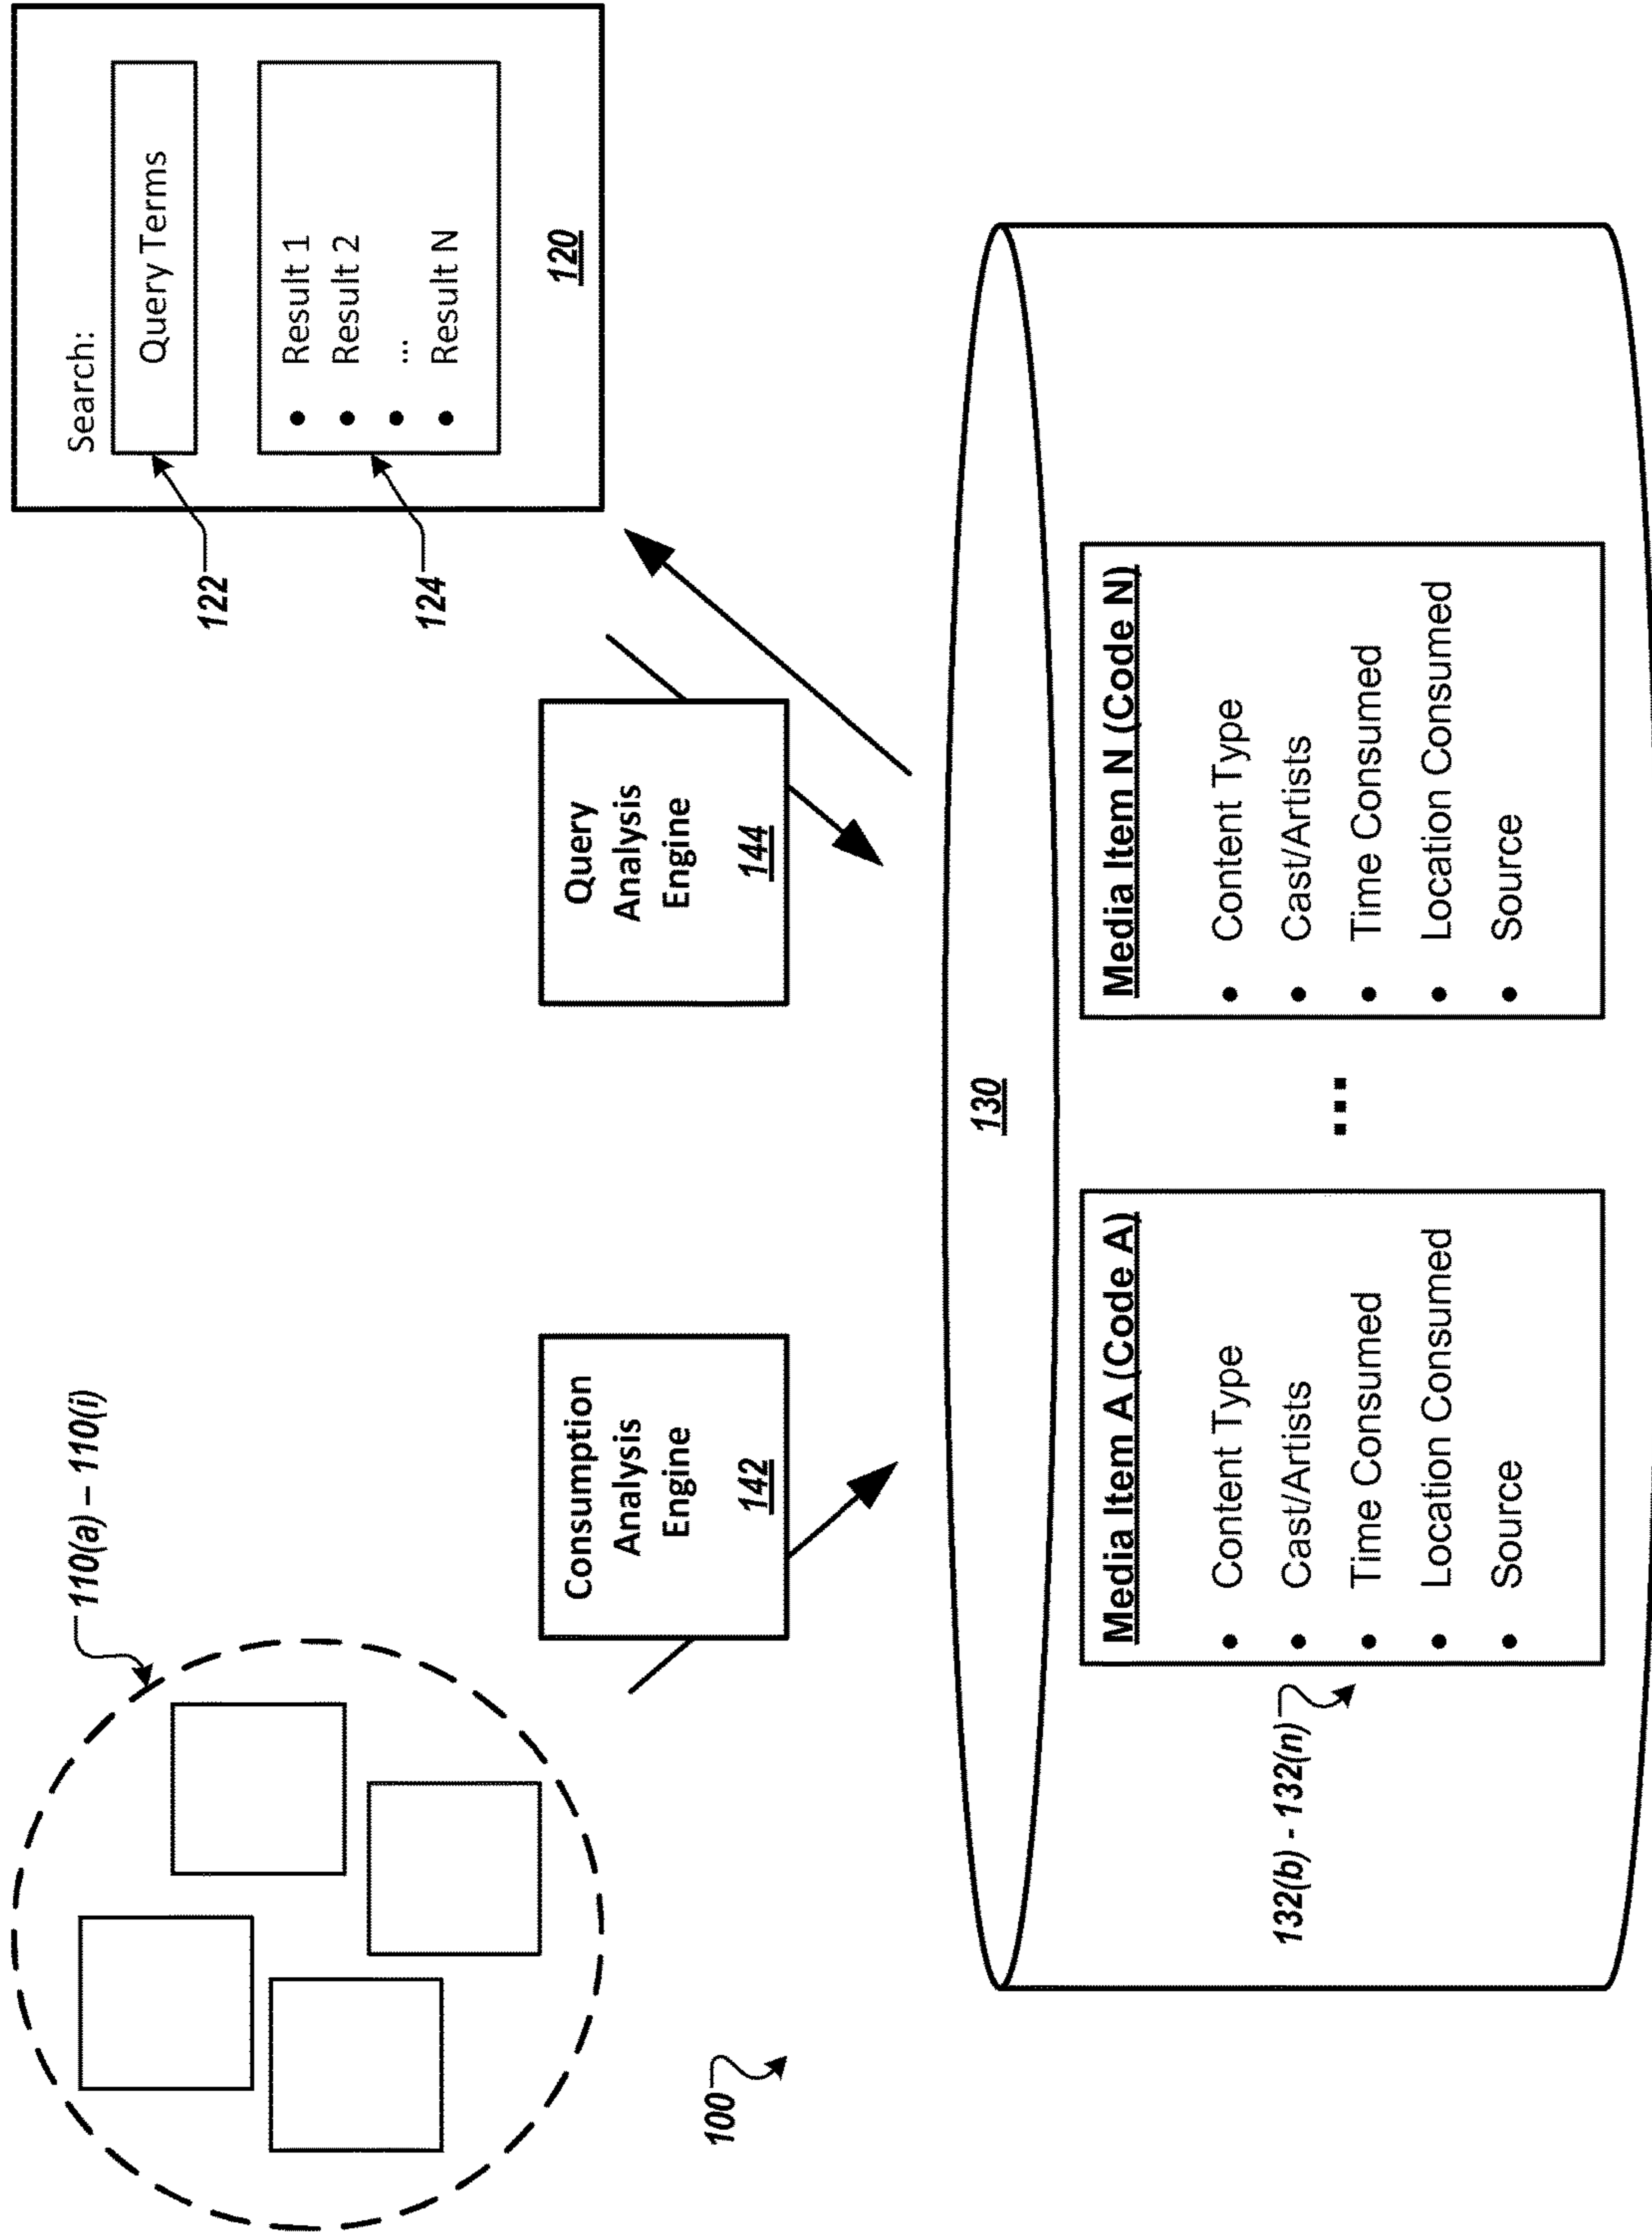 110(a) – 110(i)
100
Consumption
Analysis
Engine
142
Query
Analysis
Engine
144
Search:
Query Terms
122
• Result 1
• Result 2
• ...
• Result N
124
120
130
Media Item A (Code A)
• Content Type
• Cast/Artists
• Time Consumed
• Location Consumed
• Source
132(b) - 132(n)
...
Media Item N (Code N)
• Content Type
• Cast/Artists
• Time Consumed
• Location Consumed
• Source